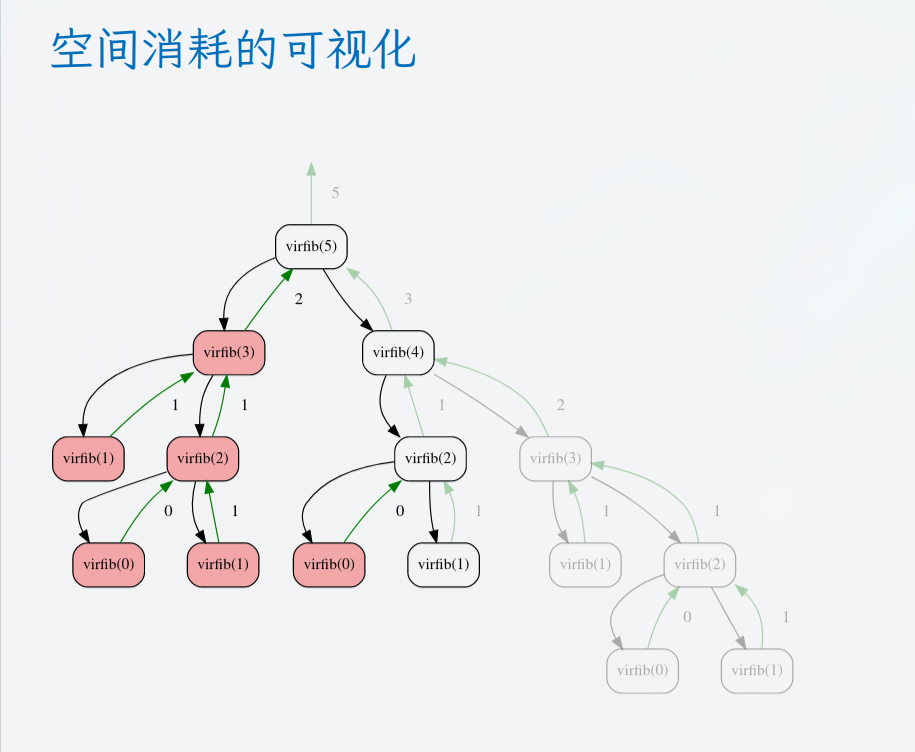 空间消耗的可视化
5
virfib(5)
2
3
virfib(3)
virfib(4)
1
1
1
2
virfib(1)
virfib(2)
virfib(2)
virfib(3)
0
1
0
1
1
1
virfib(0)
virfib(1)
virfib(0)
virfib(1)
virfib(1)
virfib(2)
0
1
virfib(0)
virfib(1)